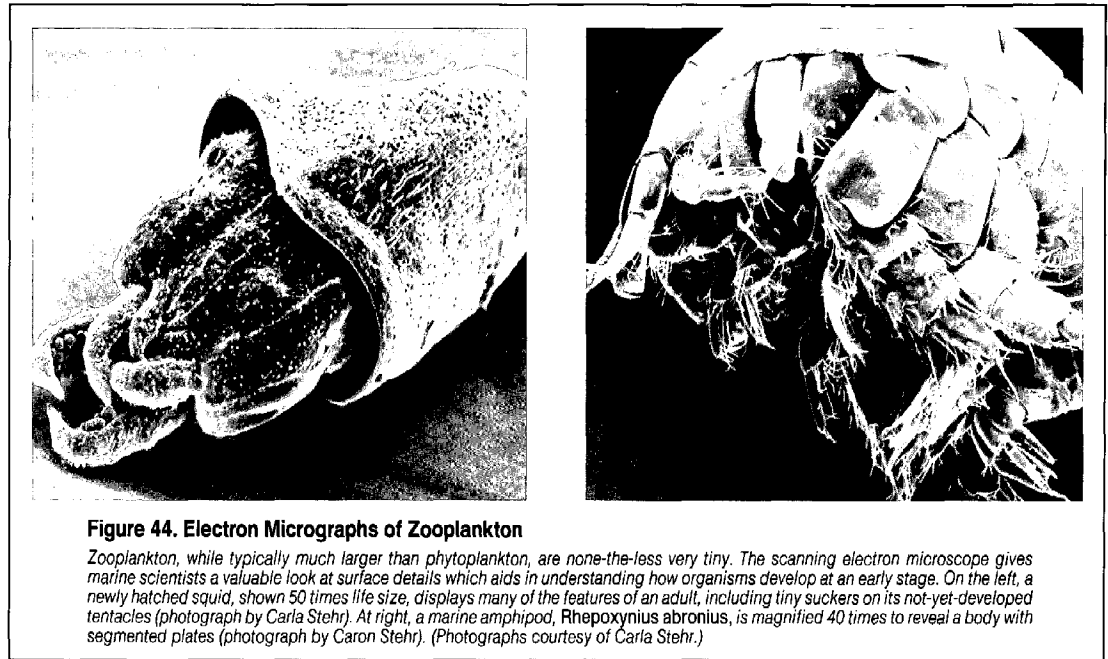 Figure 44. Electron Micrographs of Zooplankton
Zooplankton, while typically much larger than phytoplankton, are none-the-less very tiny. The scanning electron microscope gives
marine scientists a valuable look at surface details which aids in understanding how organisms develop at an early stage. On the left, a
newly hatched squid, shown 50 times life size, displays many of the features of an adult, including tiny suckers on its not-yet-developed
tentacles (photograph by Carla Stehr). At right, a marine amphipod, Rhepoxynius abronius, is magnified 40 times to reveal a body with
segmented plates (photograph by Caron Stehr). (Photographs courtesy of Carla Stehr.)